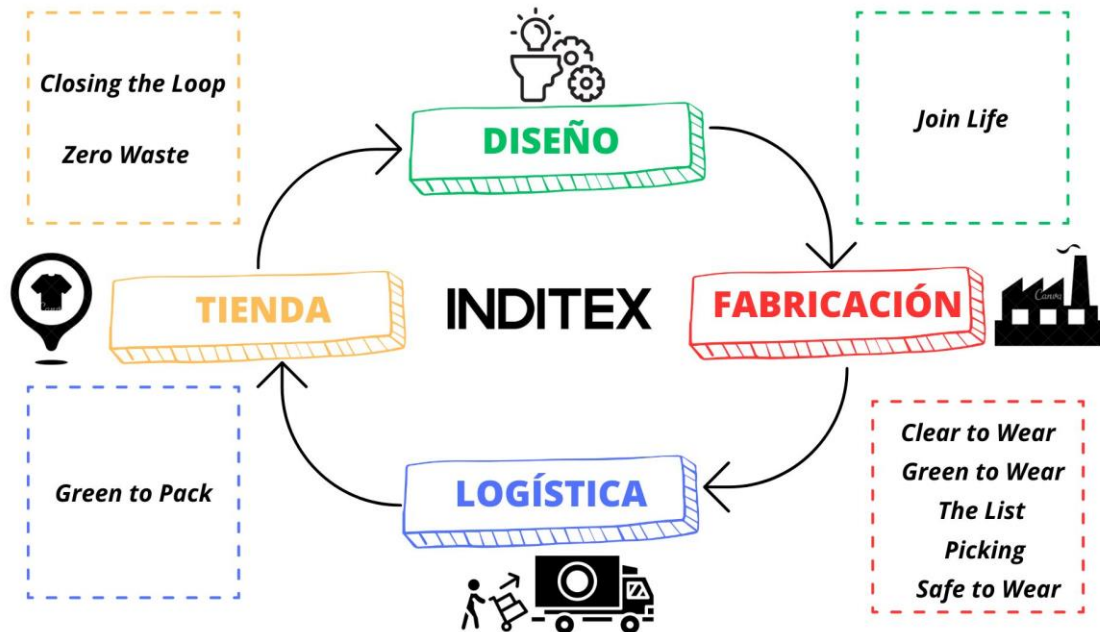 Closing the Loop
Zero Waste
DISEÑO
Join Life
TIENDA
INDITEX
FABRICACIÓN
Canva
Green to Pack
LOGÍSTICA
Clear to Wear
Green to Wear
The List
Picking
Safe to Wear